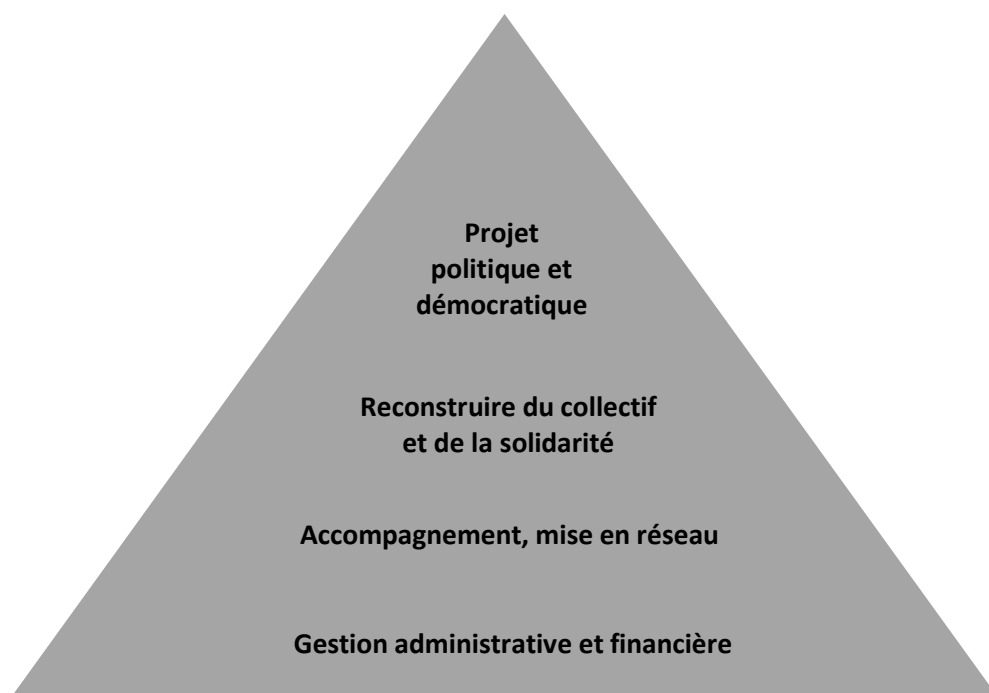 Projet
politique et
démocratique
Reconstruire du collectif
et de la solidarité
Accompagnement, mise en réseau
Gestion administrative et financière